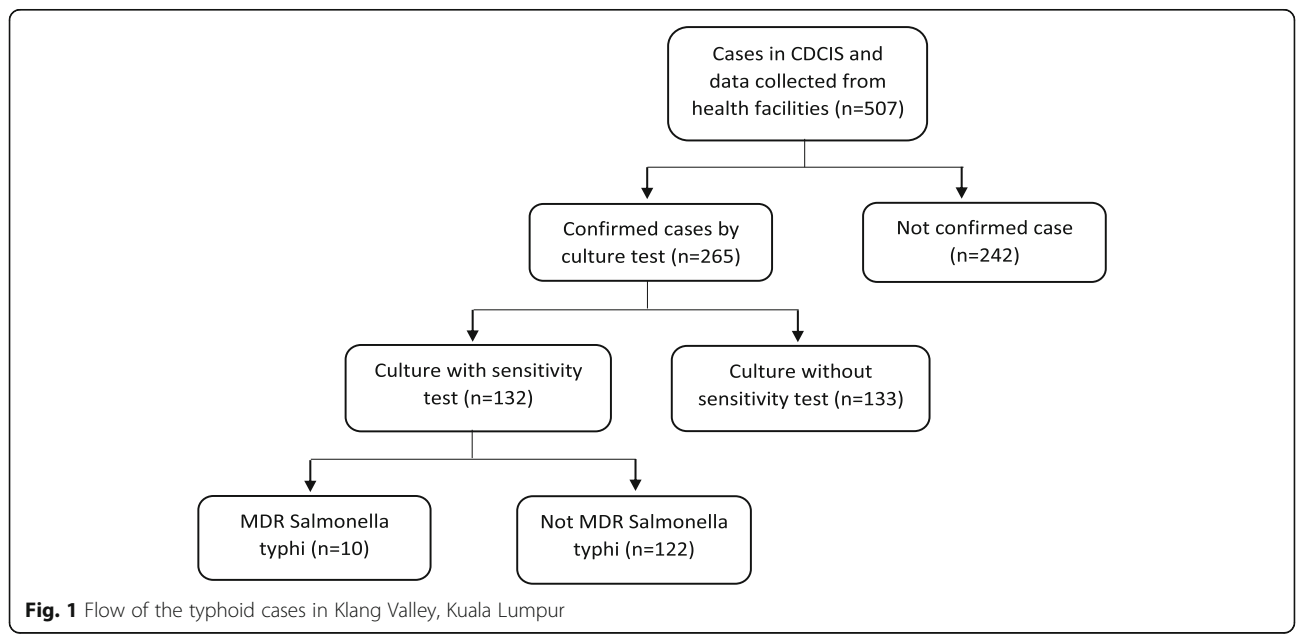 Cases in CDCIS and
data collected from
health facilities (n=507)
Confirmed cases by
culture test (n=265)
Not confirmed case
(n=242)
Culture with sensitivity
test (n=132)
Culture without
sensitivity test (n=133)
MDR Salmonella
typhi (n=10)
Not MDR Salmonella
typhi (n=122)
Fig. 1 Flow of the typhoid cases in Klang Valley, Kuala Lumpur